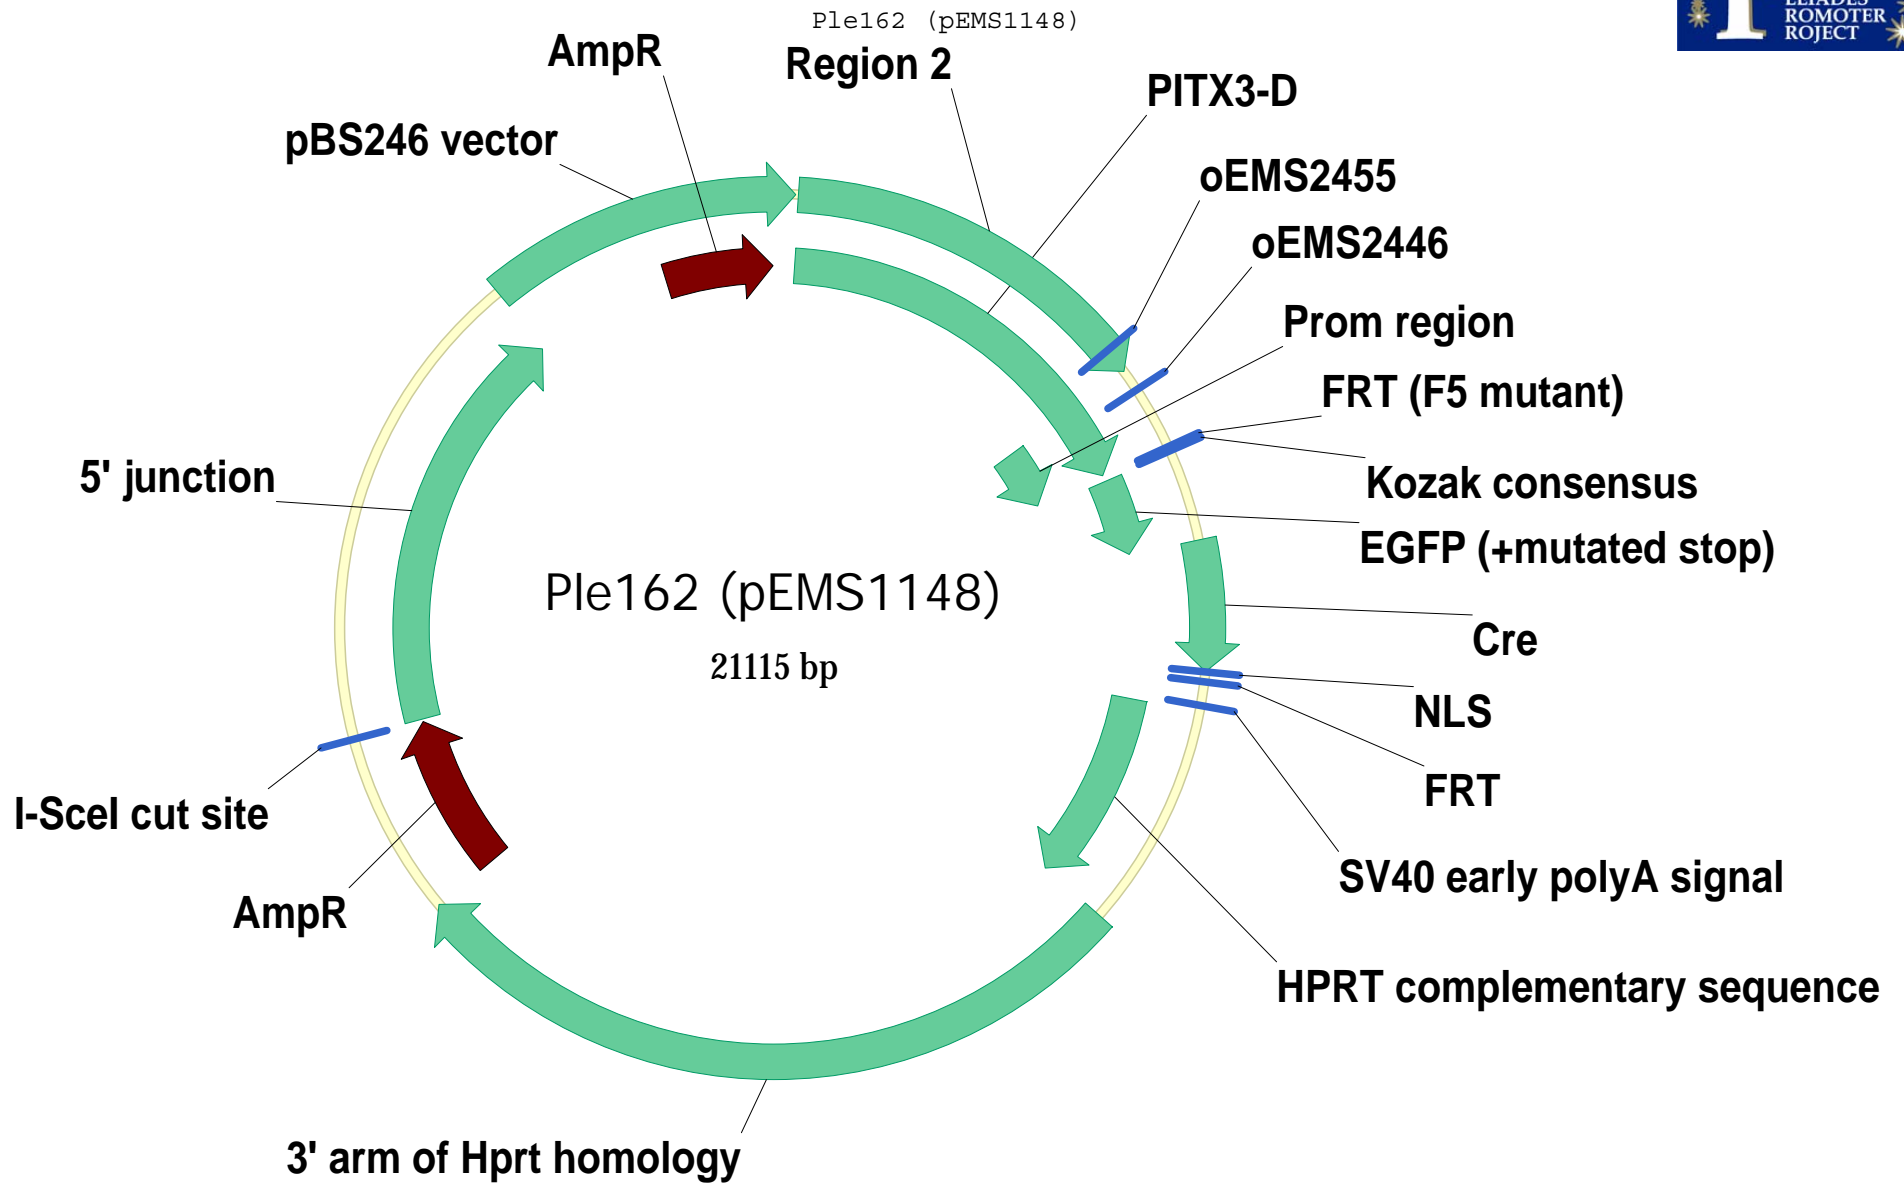 Ple162 (pEMS1148)
ROMOTER
ROJECT
AmpR
Region 2
PITX3-D
pBS246 vector
oEMS2455
oEMS2446
Prom region
FRT (F5 mutant)
5' junction
Kozak consensus
EGFP (+mutated stop)
Ple162 (pEMS1148)
21115 bp
Cre
NLS
FRT
I-SceI cut site
SV40 early polyA signal
AmpR
HPRT complementary sequence
3' arm of Hprt homology